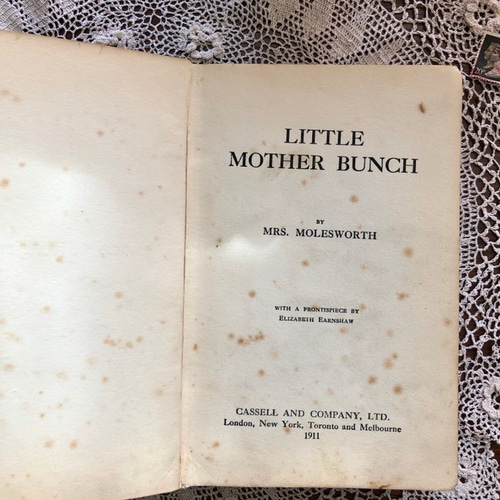 LITTLE
MOTHER BUNCH
BY
MRS. MOLESWORTH
WITH A FRONTISPIECE BY
ELIZABETH EARNSHAW
CASSELL AND COMPANY, LTD.
London, New York, Toronto and Melbourne
1911